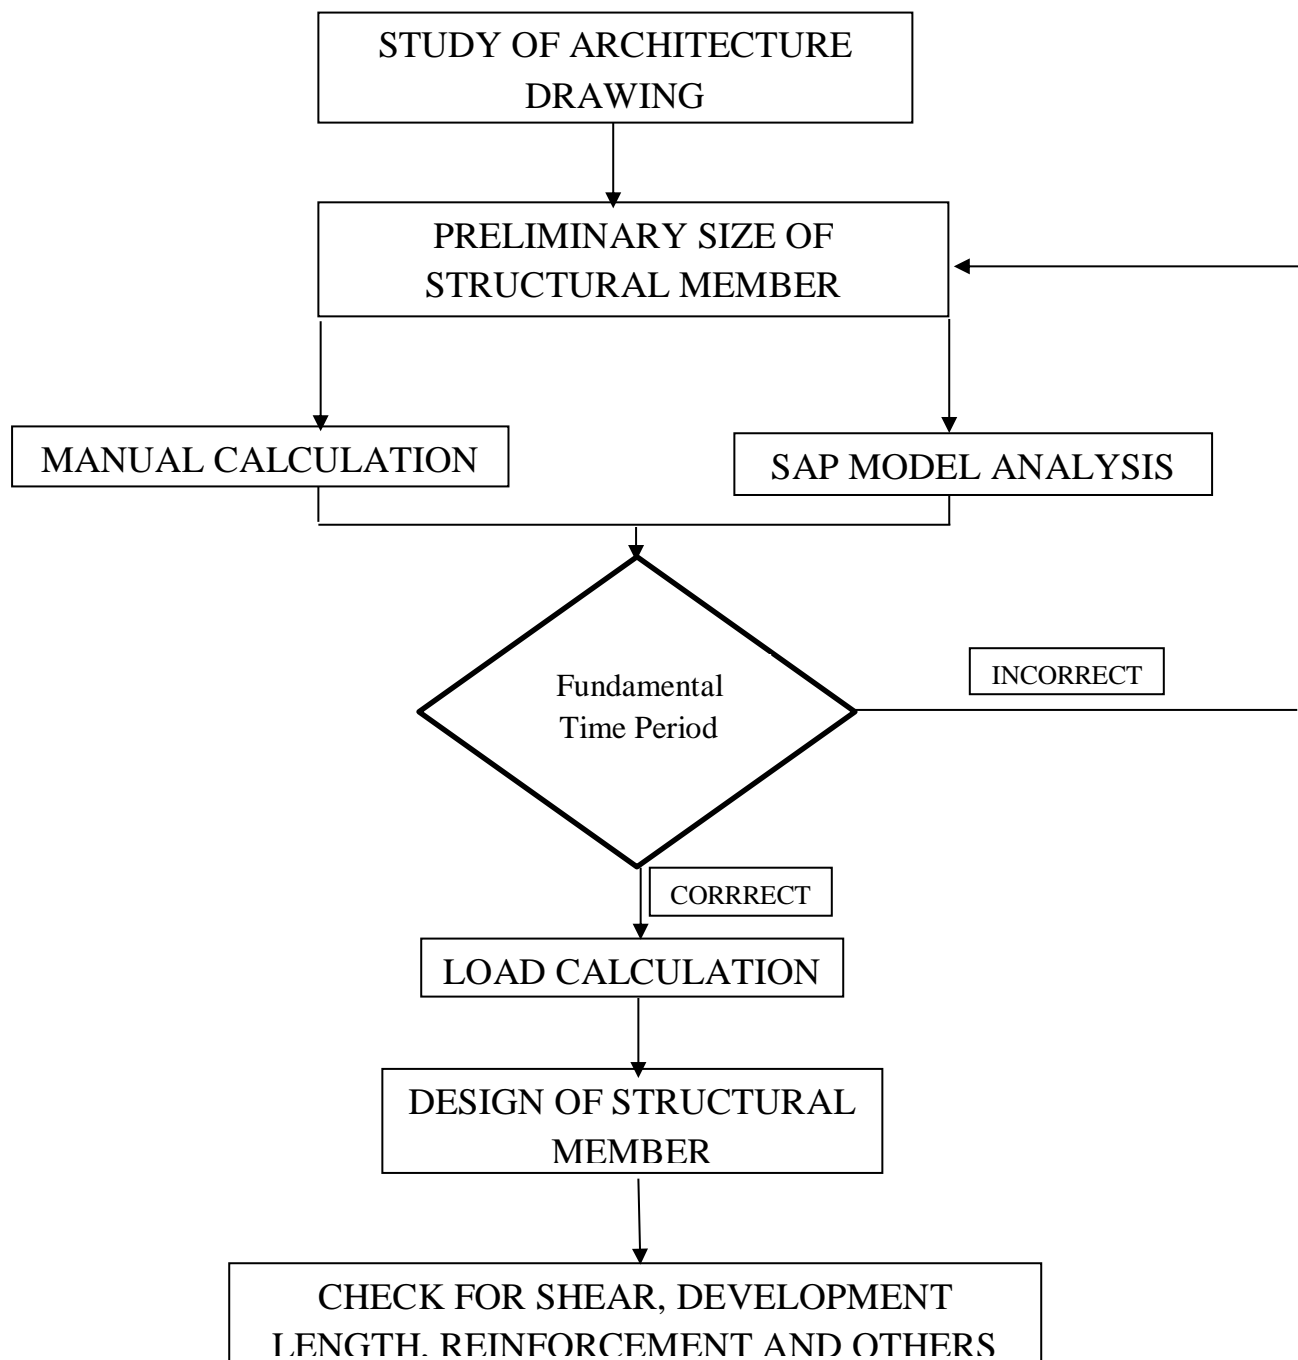 STUDY OF ARCHITECTURE
DRAWING
PRELIMINARY SIZE OF
STRUCTURAL MEMBER
MANUAL CALCULATION
SAP MODEL ANALYSIS
Fundamental
Time Period
INCORRECT
CORRRECT
LOAD CALCULATION
DESIGN OF STRUCTURAL
MEMBER
CHECK FOR SHEAR, DEVELOPMENT
LENGTH, REINFORCEMENT AND OTHERS